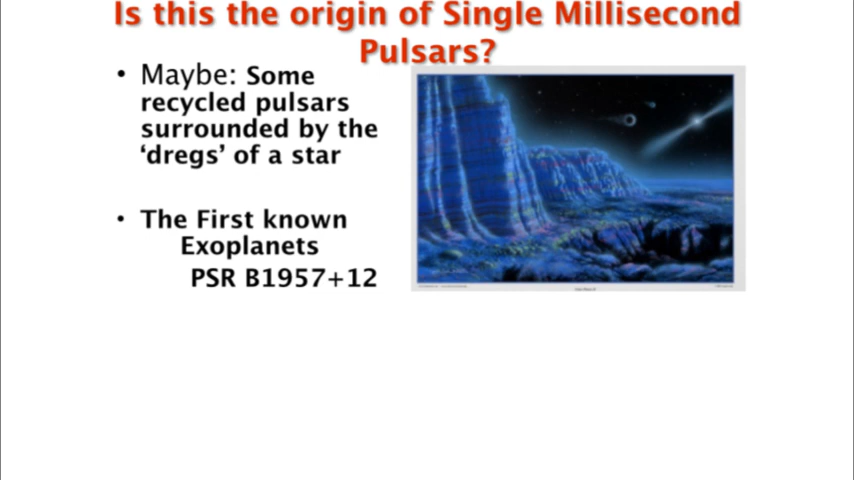 Is this the origin of Single Millisecond
Pulsars?
• Maybe: Some
recycled pulsars
surrounded by the
‘dregs’ of a star
• The First known
Exoplanets
PSR B1957+12